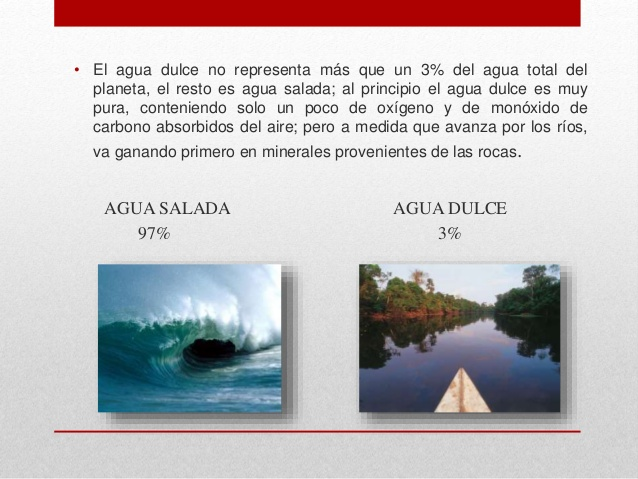 • El agua dulce no representa más que un 3% del agua total del
planeta, el resto es agua salada; al principio el agua dulce es muy
pura, conteniendo solo un poco de oxígeno y de monóxido de
carbono absorbidos del aire; pero a medida que avanza por los ríos,
va ganando primero en minerales provenientes de las rocas.
AGUA SALADA AGUA DULCE
97% 3%